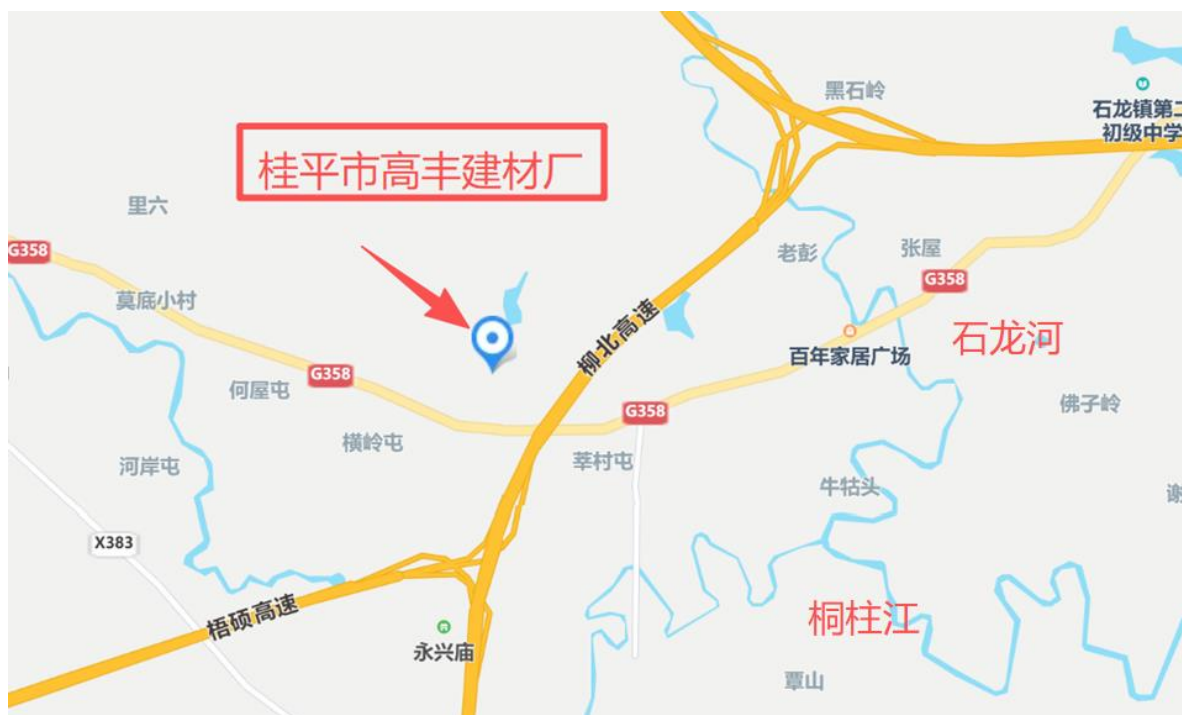 黑石岭
石龙镇第二
初级中学
桂平市高丰建材厂
里六
G358
老彭
张屋
G358
莫底小村
柳北高速
石龙河
百年家居广场
G358
何屋屯
佛子岭
G358
横岭屯
莘村屯
河岸屯
牛牯头
谢
X383
梧硕高速
桐柱江
永兴庙
覃山